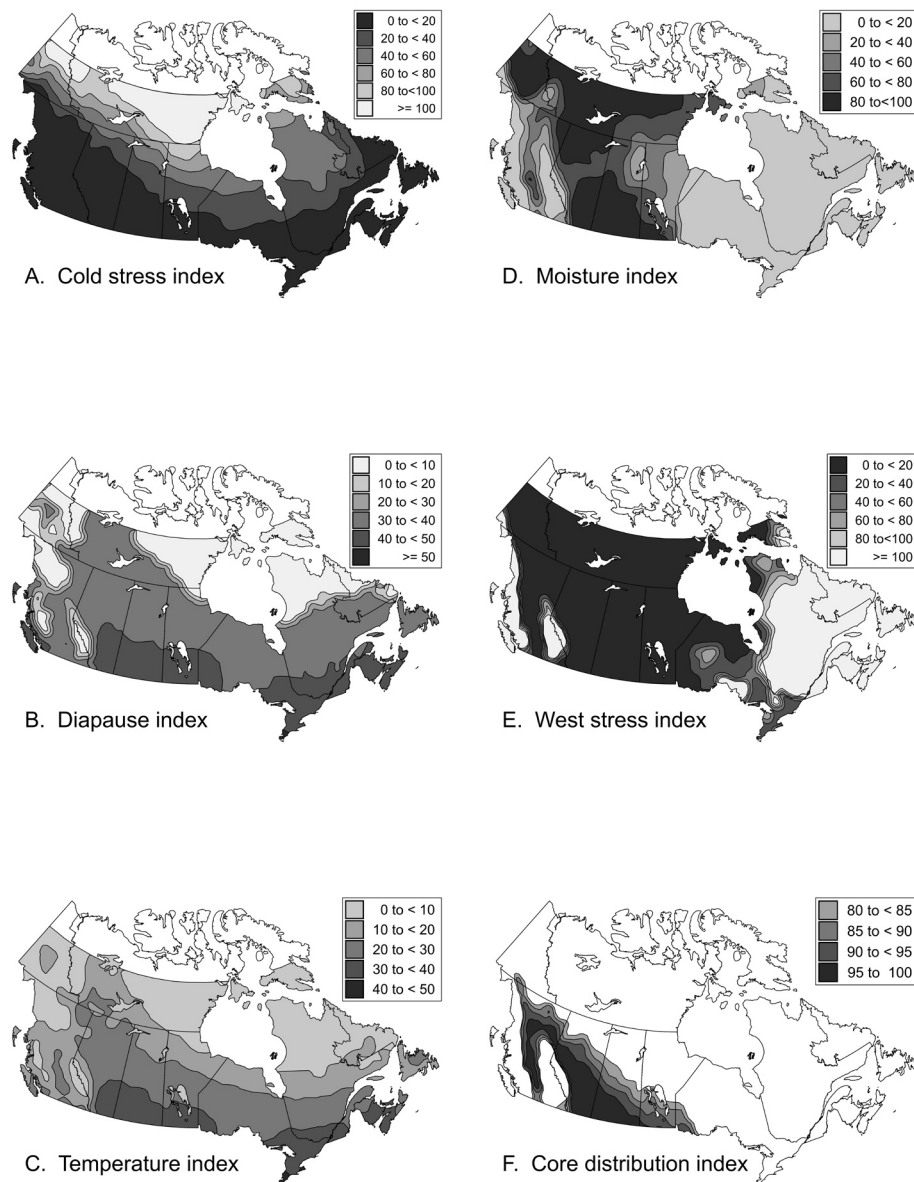 0 to < 20
20 to < 40
40 to < 60
60 to < 80
80 to<100
>= 100
A. Cold stress index
0 to < 20
20 to < 40
40 to < 60
60 to < 80
80 to<100
D. Moisture index
0 to < 10
10 to < 20
20 to < 30
30 to < 40
40 to < 50
>= 50
B. Diapause index
0 to < 20
20 to < 40
40 to < 60
60 to < 80
80 to<100
>= 100
E. West stress index
0 to < 10
10 to < 20
20 to < 30
30 to < 40
40 to < 50
C. Temperature index
80 to < 85
85 to < 90
90 to < 95
95 to 100
F. Core distribution index